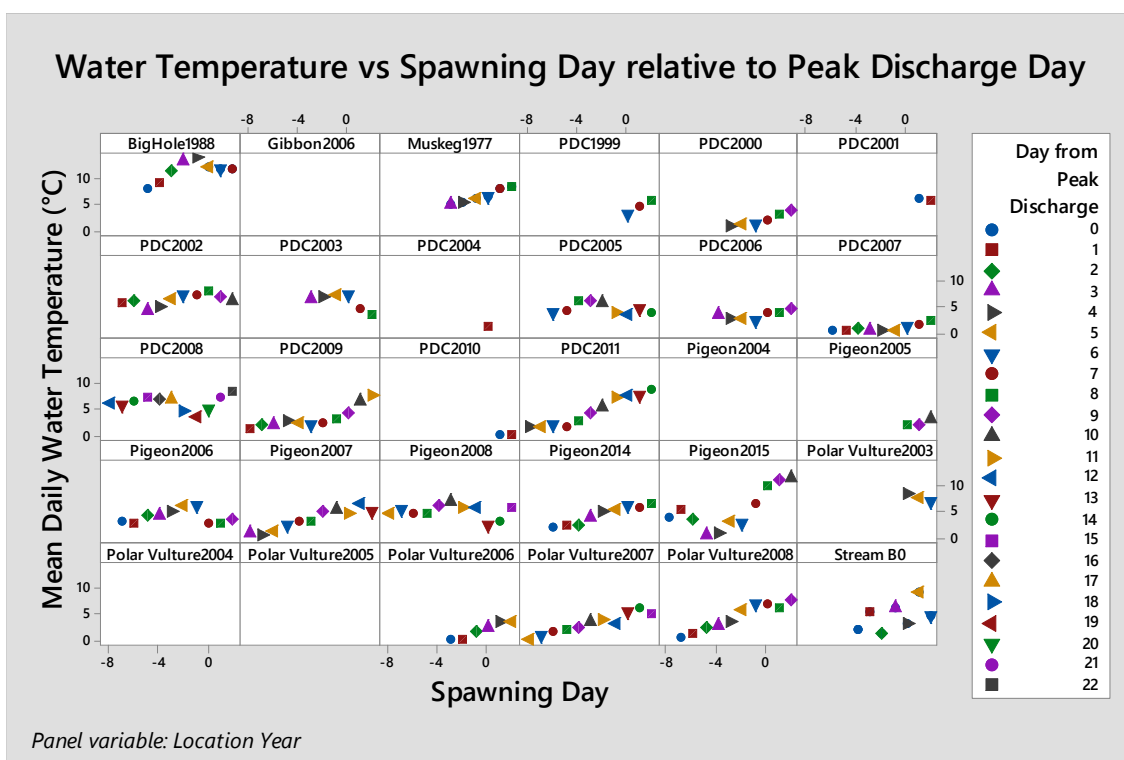 Water Temperature vs Spawning Day relative to Peak Discharge Day
-8 -4 0 -8 -4 0 -8 -4 0
BigHole1988 Gibbon2006 Muskeg1977 PDC1999 PDC2000 PDC2001
10
5
0
PDC2002 PDC2003 PDC2004 PDC2005 PDC2006 PDC2007
10
5
0
PDC2008 PDC2009 PDC2010 PDC2011 Pigeon2004 Pigeon2005
10
5
0
Pigeon2006 Pigeon2007 Pigeon2008 Pigeon2014 Pigeon2015 Polar Vulture2003
10
5
0
Polar Vulture2004 Polar Vulture2005 Polar Vulture2006 Polar Vulture2007 Polar Vulture2008 Stream B0
10
5
0
-8 -4 0 -8 -4 0 -8 -4 0
Mean Daily Water Temperature (°C)
Spawning Day
Day from
Peak
Discharge
0
1
2
3
4
5
6
7
8
9
10
11
12
13
14
15
16
17
18
19
20
21
22
Panel variable: Location Year